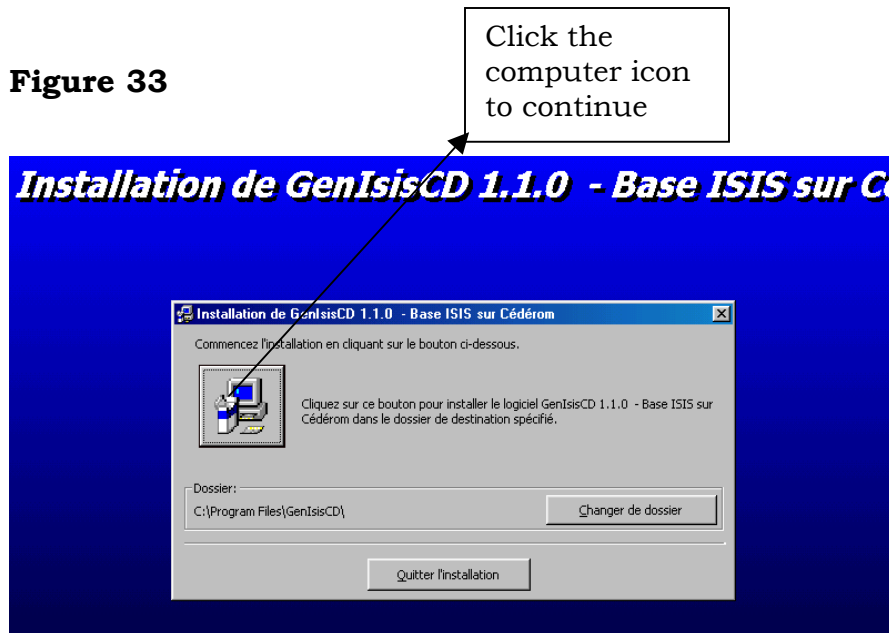 Click the
computer icon
to continue
Figure 33
Installation de GenIsisCD 1.1.0 - Base ISIS sur Cé
Installation de GenIsisCD 1.1.0 - Base ISIS sur Cédérom
Commencez l'installation en cliquant sur le bouton ci-dessous.
Cliquez sur ce bouton pour installer le logiciel GenIsisCD 1.1.0 - Base ISIS sur
Cédérom dans le dossier de destination spécifié.
Dossier:
C:\Program Files\GenIsisCD\
Changer de dossier
Quitter l'installation